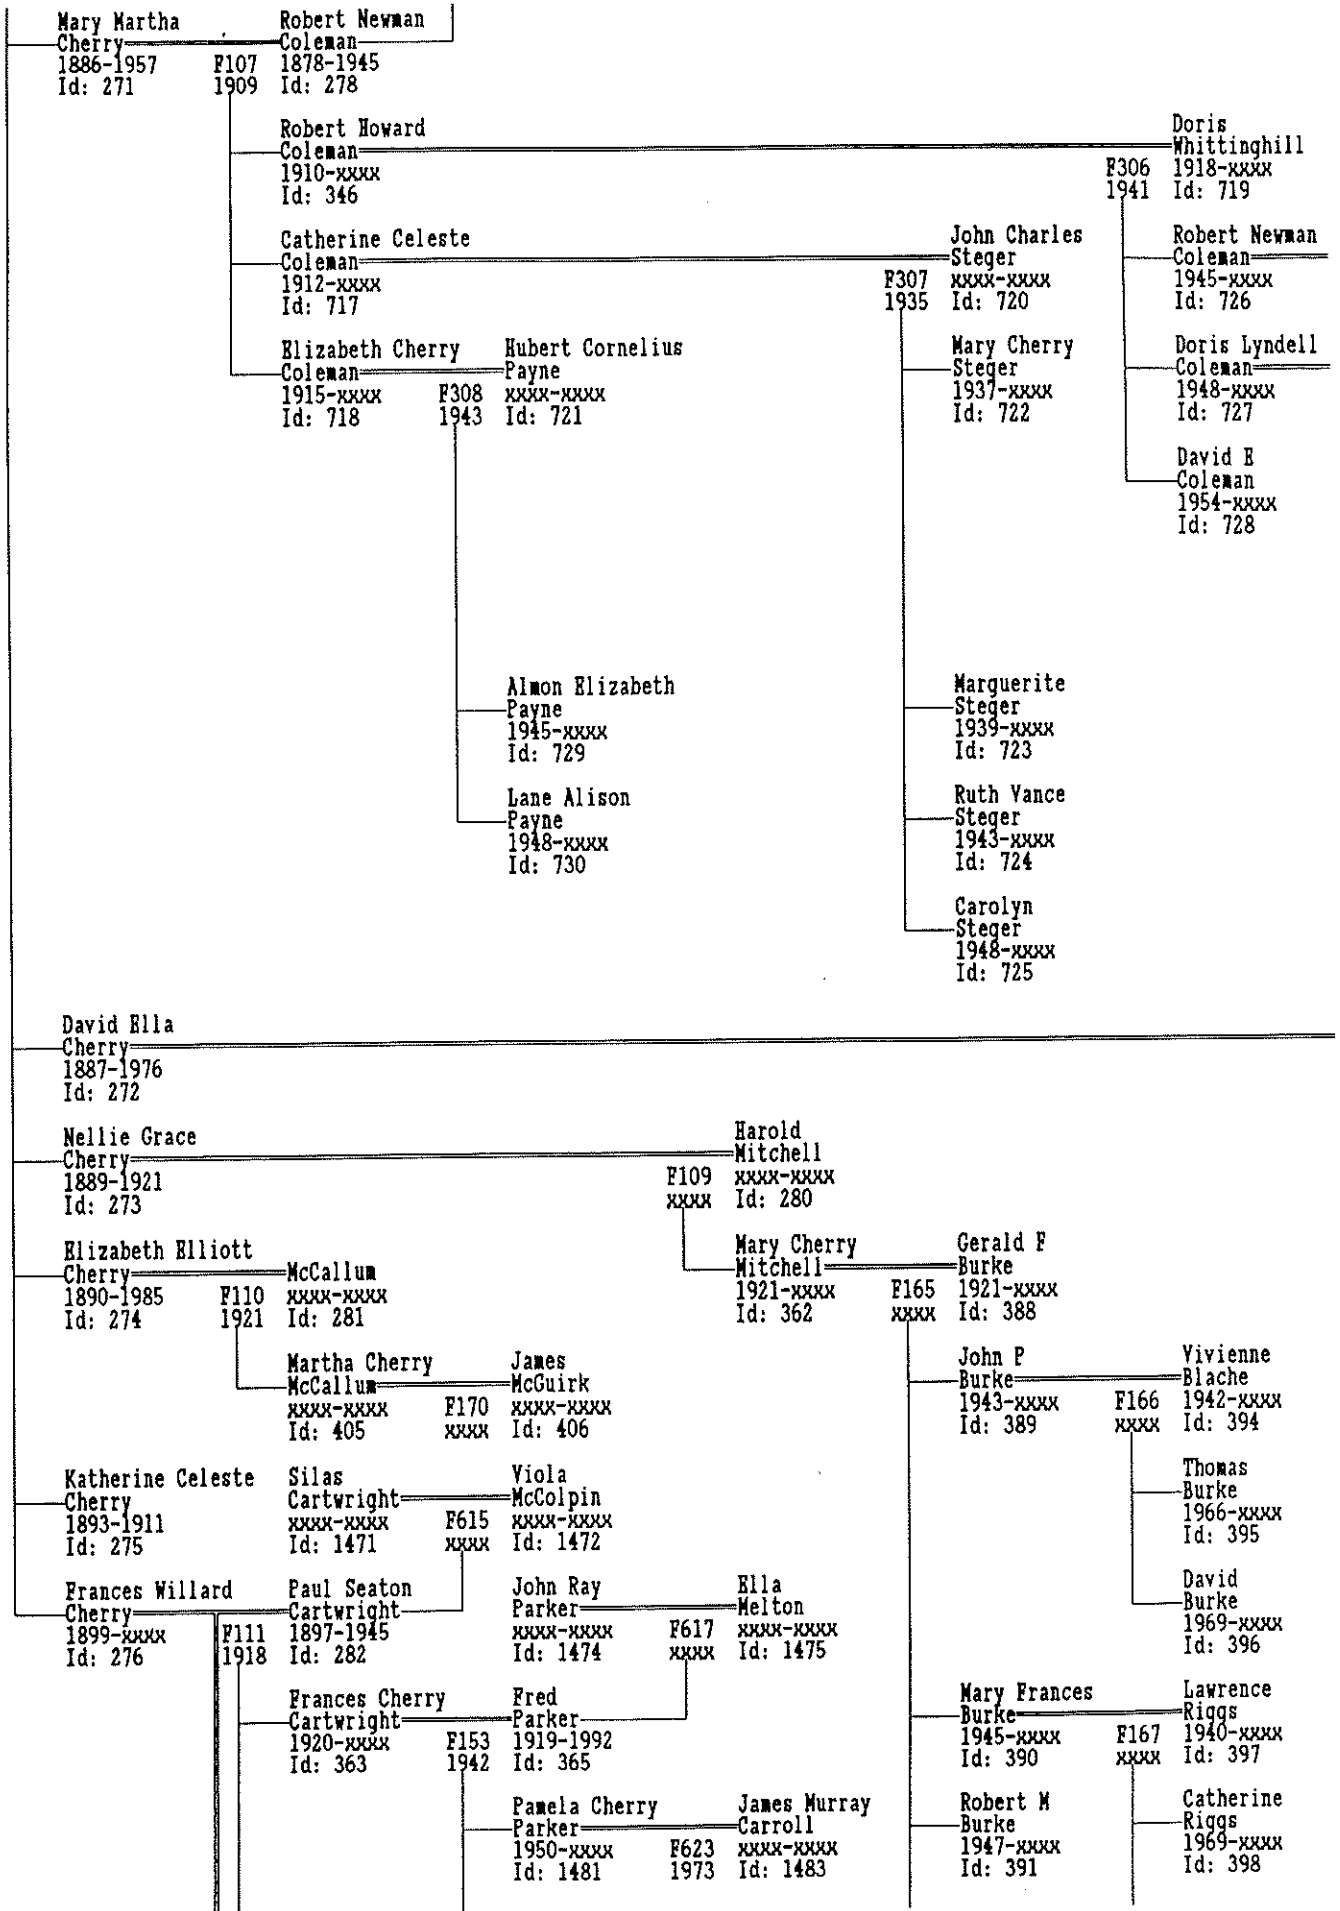 Mary Martha
Cherry
1886-1957
Id: 271
F107
1909
Robert Newman
Coleman
1878-1945
Id: 278
Robert Howard
Coleman
1910-xxxx
Id: 346
F306
1941
Doris
Whittinghill
1918-xxxx
Id: 719
Catherine Celeste
Coleman
1912-xxxx
Id: 717
F307
1935
John Charles
Steger
xxxx-xxxx
Id: 720
Robert Newman
Coleman
1945-xxxx
Id: 726
Elizabeth Cherry
Coleman
1915-xxxx
Id: 718
F308
1943
Hubert Cornelius
Payne
xxxx-xxxx
Id: 721
Mary Cherry
Steger
1937-xxxx
Id: 722
Doris Lyndell
Coleman
1948-xxxx
Id: 727
David E
Coleman
1954-xxxx
Id: 728
Almon Elizabeth
Payne
1945-xxxx
Id: 729
Marguerite
Steger
1939-xxxx
Id: 723
Lane Alison
Payne
1948-xxxx
Id: 730
Ruth Vance
Steger
1943-xxxx
Id: 724
Carolyn
Steger
1948-xxxx
Id: 725
David Ella
Cherry
1887-1976
Id: 272
Nellie Grace
Cherry
1889-1921
Id: 273
F109
xxxx
Harold
Mitchell
xxxx-xxxx
Id: 280
Elizabeth Elliott
Cherry
1890-1985
Id: 274
F110
1921
McCallum
xxxx-xxxx
Id: 281
Mary Cherry
Mitchell
1921-xxxx
Id: 362
F165
xxxx
Gerald F
Burke
1921-xxxx
Id: 388
Martha Cherry
McCallum
xxxx-xxxx
Id: 405
F170
xxxx
James
McGuirk
xxxx-xxxx
Id: 406
John P
Burke
1943-xxxx
Id: 389
F166
xxxx
Vivienne
Blache
1942-xxxx
Id: 394
Katherine Celeste
Cherry
1893-1911
Id: 275
Silas
Cartwright
xxxx-xxxx
Id: 1471
F615
xxxx
Viola
McColpin
xxxx-xxxx
Id: 1472
Thomas
Burke
1966-xxxx
Id: 395
Frances Willard
Cherry
1899-xxxx
Id: 276
F111
1918
Paul Seaton
Cartwright
1897-1945
Id: 282
John Ray
Parker
xxxx-xxxx
Id: 1474
F617
xxxx
Ella
Melton
xxxx-xxxx
Id: 1475
David
Burke
1969-xxxx
Id: 396
Frances Cherry
Cartwright
1920-xxxx
Id: 363
F153
1942
Fred
Parker
1919-1992
Id: 365
Mary Frances
Burke
1945-xxxx
Id: 390
F167
xxxx
Lawrence
Riggs
1940-xxxx
Id: 397
Pamela Cherry
Parker
1950-xxxx
Id: 1481
F623
1973
James Murray
Carroll
xxxx-xxxx
Id: 1483
Robert M
Burke
1947-xxxx
Id: 391
Catherine
Riggs
1969-xxxx
Id: 398